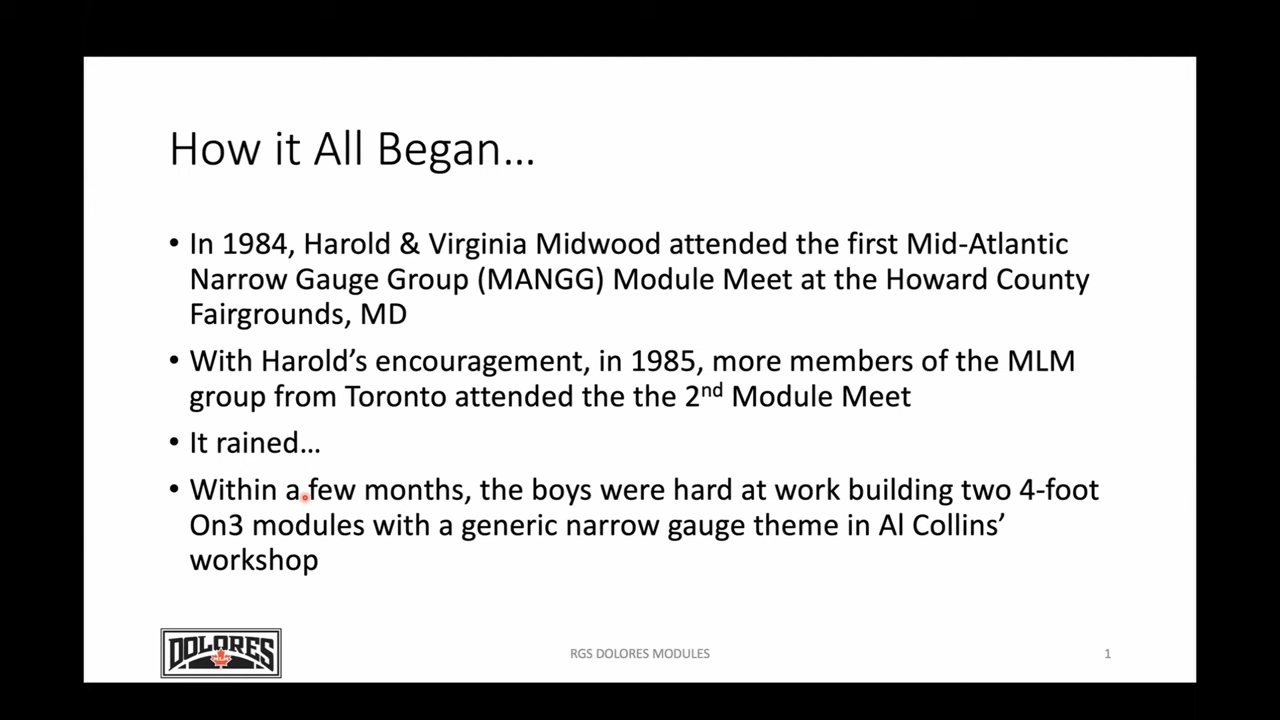 How it All Began...
• In 1984, Harold & Virginia Midwood attended the first Mid-Atlantic
Narrow Gauge Group (MANGG) Module Meet at the Howard County
Fairgrounds, MD
• With Harold’s encouragement, in 1985, more members of the MLM
group from Toronto attended the the 2nd Module Meet
• It rained...
• Within a few months, the boys were hard at work building two 4-foot
On3 modules with a generic narrow gauge theme in Al Collins’
workshop
DOLORES
RGS DOLORES MODULES
1